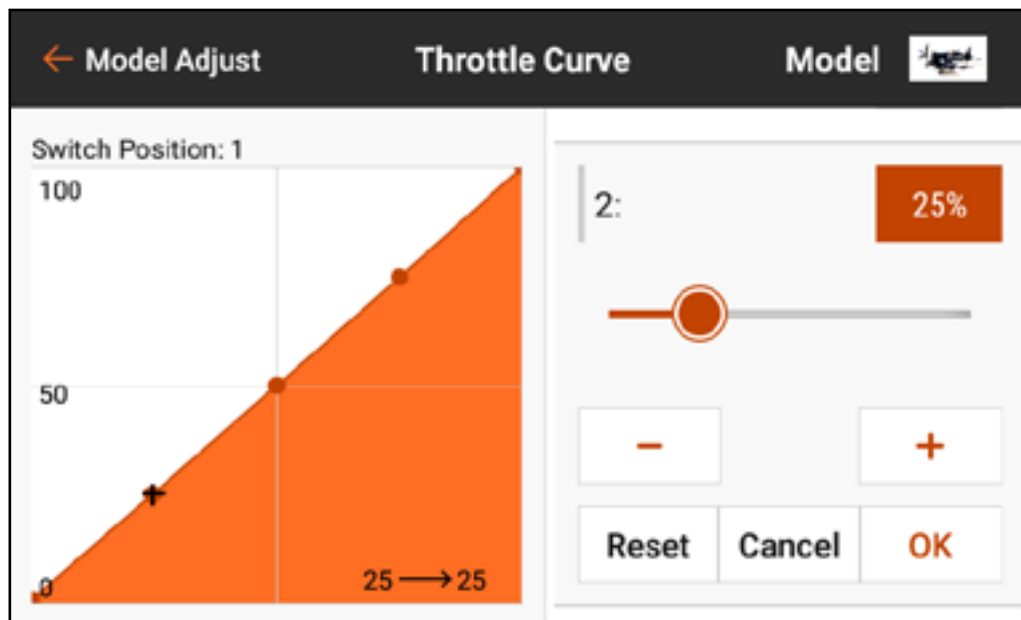 ← Model Adjust Throttle Curve Model
Switch Position: 1
100
50
0
25 → 25
2: 25%
− +
Reset Cancel OK